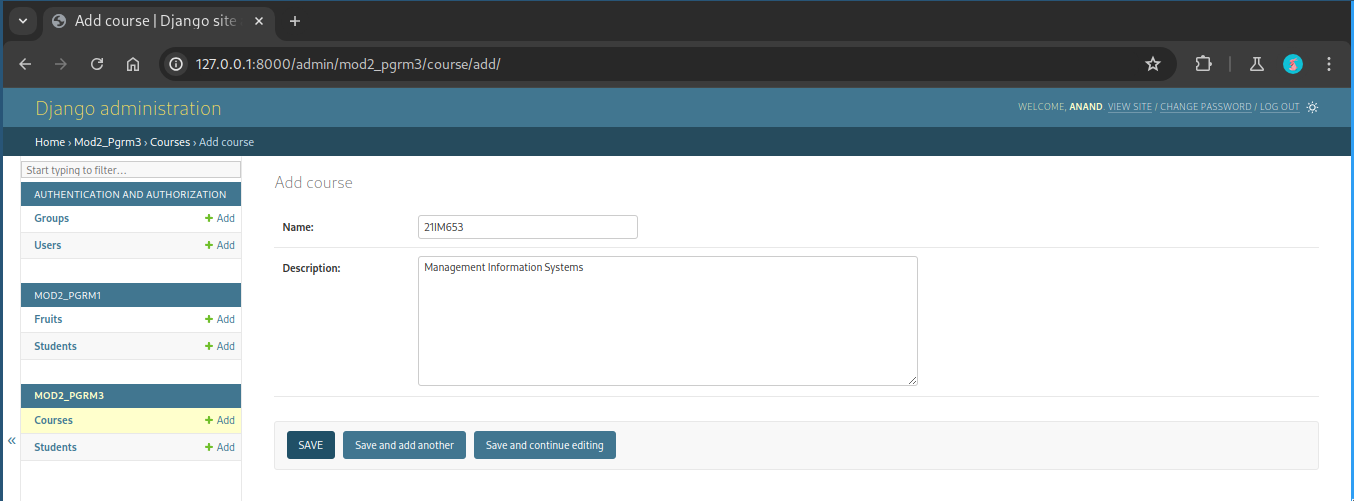 Add course | Django site
127.0.0.1:8000/admin/mod2_pgrm3/course/add/
Django administration
WELCOME, ANAND. VIEW SITE / CHANGE PASSWORD / LOG OUT
Home › Mod2_Pgrm3 › Courses › Add course
Start typing to filter…
AUTHENTICATION AND AUTHORIZATION
Groups + Add
Users + Add
MOD2_PGRM1
Fruits + Add
Students + Add
MOD2_PGRM3
Courses + Add
Students + Add
«
Add course
Name: 21IM653
Description: Management Information Systems
SAVE Save and add another Save and continue editing